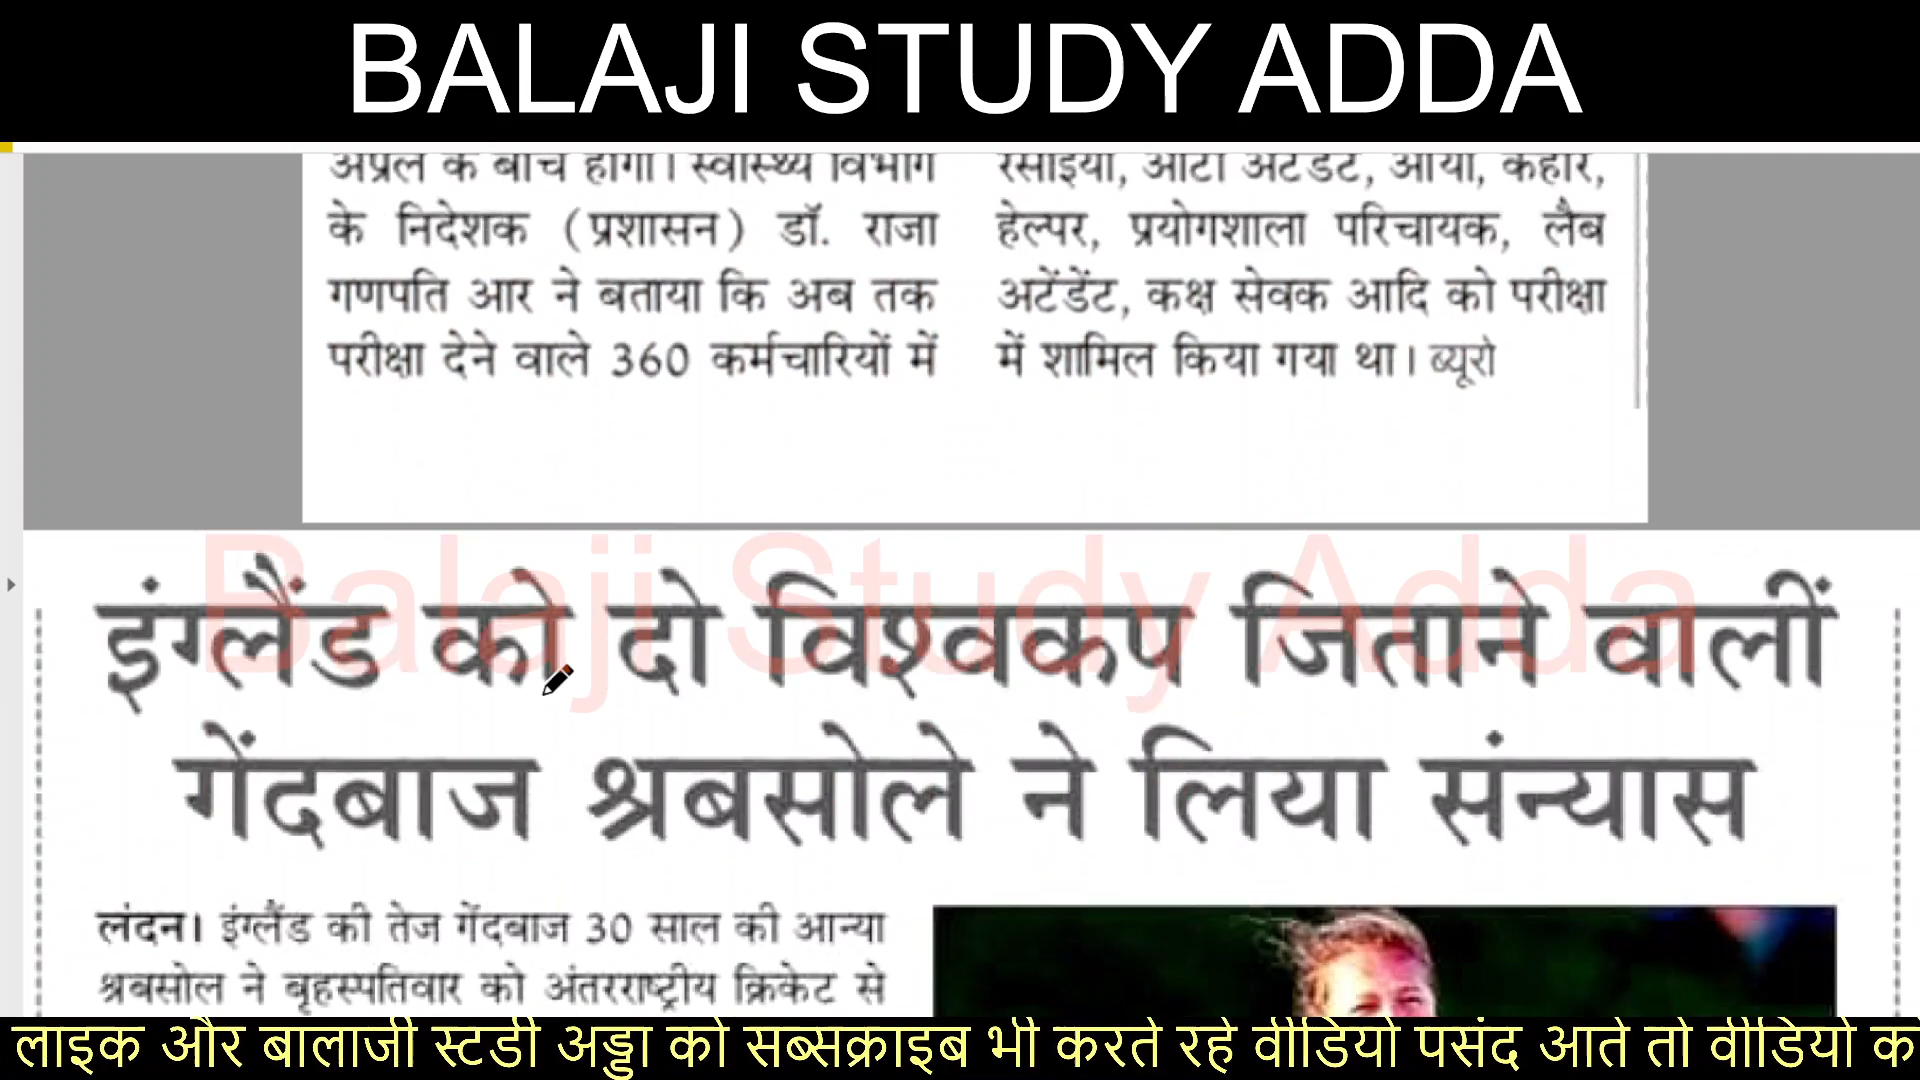 BALAJI STUDY ADDA
अप्रैल के बीच होगी। स्वास्थ्य विभाग
के निदेशक (प्रशासन) डॉ. राजा
गणपति आर ने बताया कि अब तक
परीक्षा देने वाले 360 कर्मचारियों में
रसोइया, ओटी अटेंडेंट, आया, कहार,
हेल्पर, प्रयोगशाला परिचायक, लैब
अटेंडेंट, कक्ष सेवक आदि को परीक्षा
में शामिल किया गया था। ब्यूरो
Balaji Study Adda
इंग्लैंड को दो विश्वकप जिताने वालीं
गेंदबाज श्रबसोले ने लिया संन्यास
लंदन। इंग्लैंड की तेज गेंदबाज 30 साल की आन्या
श्रबसोल ने बृहस्पतिवार को अंतरराष्ट्रीय क्रिकेट से
लाइक और बालाजी स्टडी अड्डा को सब्सक्राइब भी करते रहे वीडियो पसंद आते तो वीडियो क